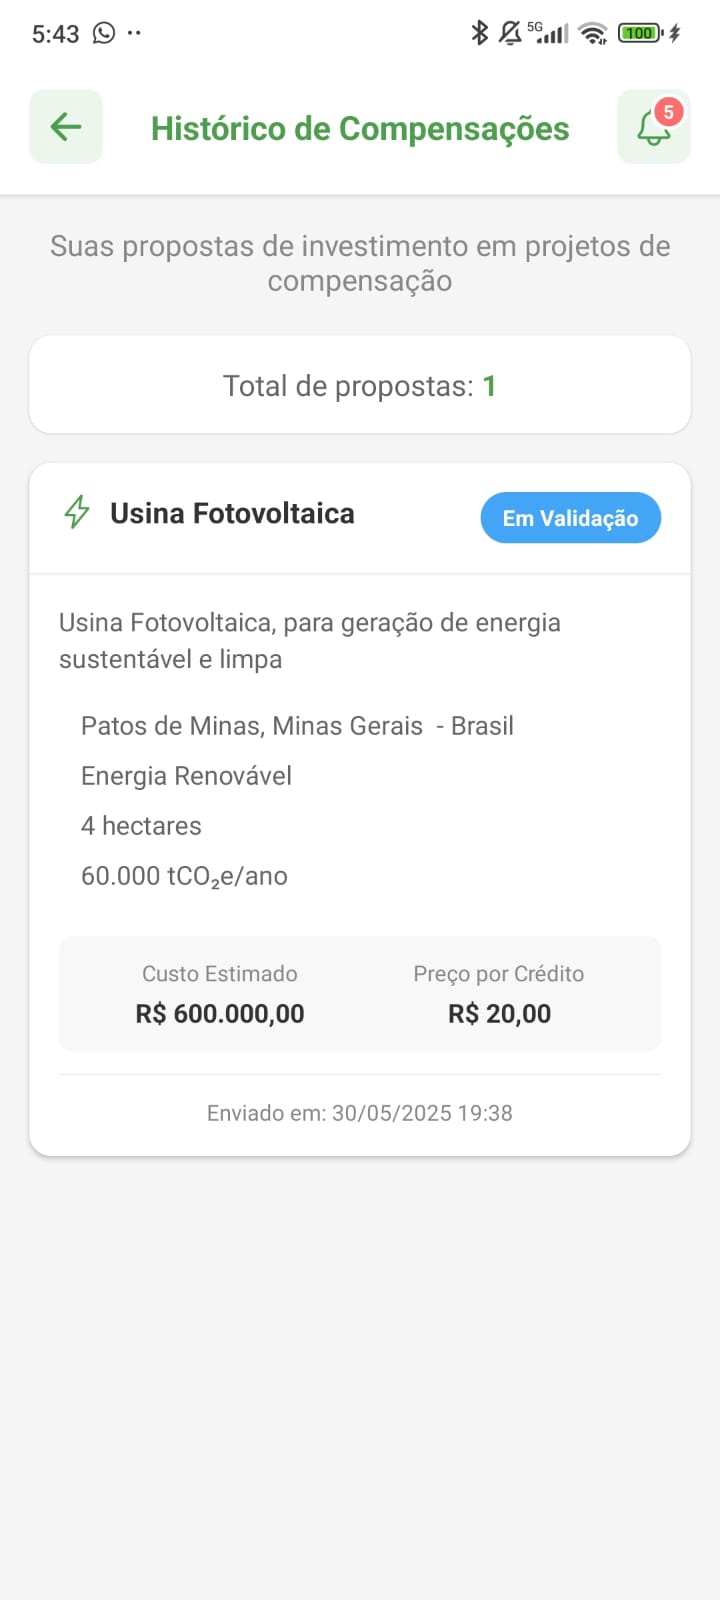 5:43
5G
100
Histórico de Compensações
5
Suas propostas de investimento em projetos de
compensação
Total de propostas: 1
Usina Fotovoltaica
Em Validação
Usina Fotovoltaica, para geração de energia
sustentável e limpa
Patos de Minas, Minas Gerais  - Brasil
Energia Renovável
4 hectares
60.000 tCO₂e/ano
Custo Estimado
Preço por Crédito
R$ 600.000,00
R$ 20,00
Enviado em: 30/05/2025 19:38